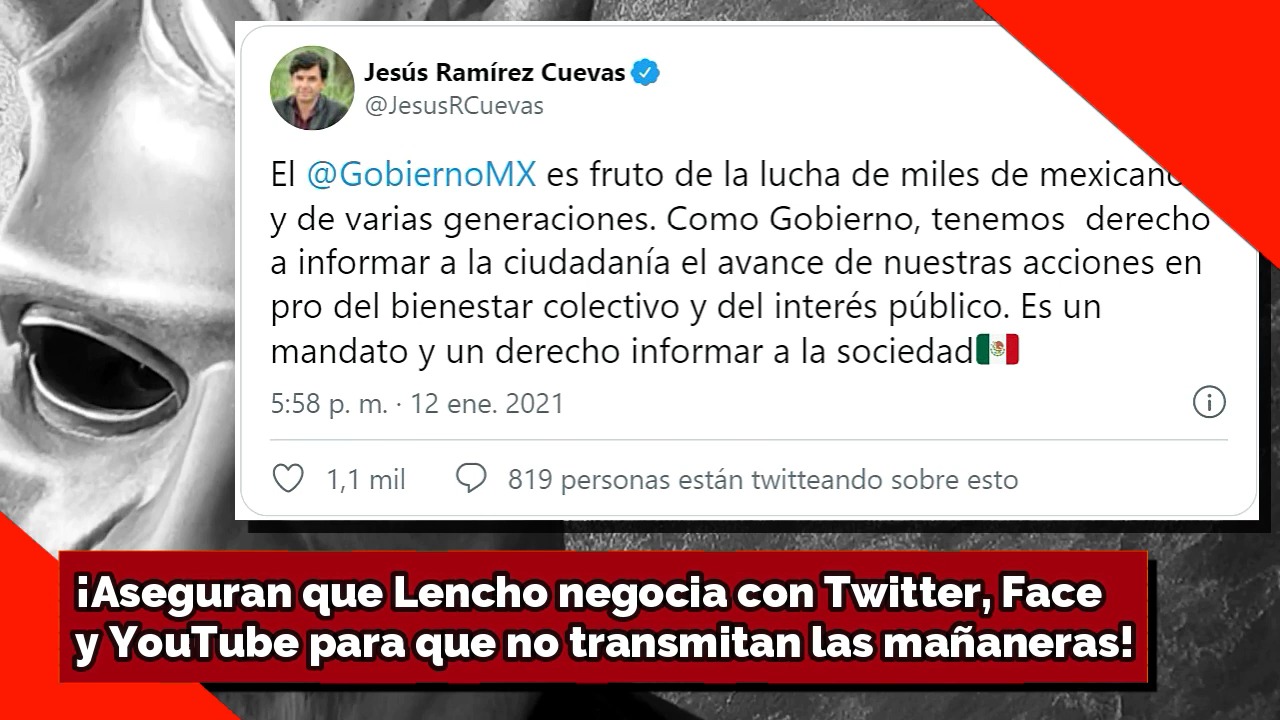 Jesús Ramírez Cuevas
@JesusRCuevas
El @GobiernoMX es fruto de la lucha de miles de mexicano
y de varias generaciones. Como Gobierno, tenemos derecho
a informar a la ciudadanía el avance de nuestras acciones en
pro del bienestar colectivo y del interés público. Es un
mandato y un derecho informar a la sociedad🇲🇽
5:58 p. m. · 12 ene. 2021
1,1 mil
819 personas están twitteando sobre esto
¡Aseguran que Lencho negocia con Twitter, Face
y YouTube para que no transmitan las mañaneras!